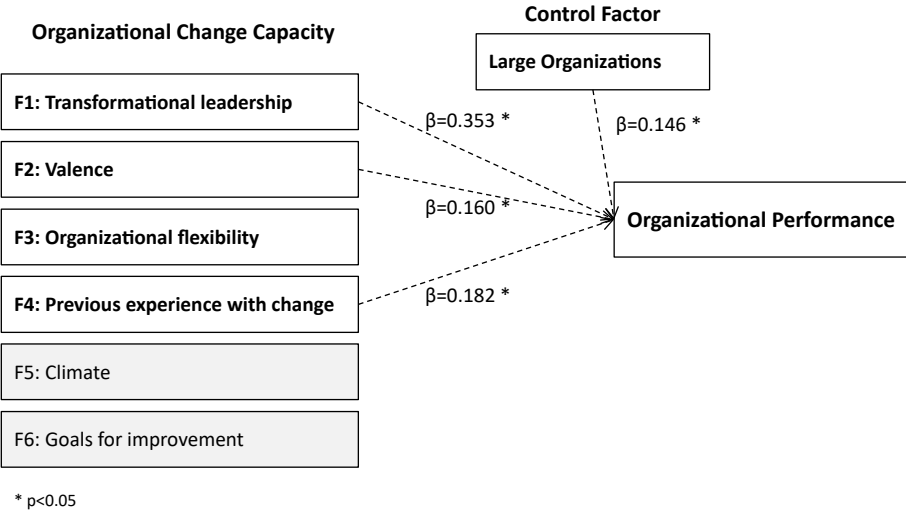 Control Factor
Organizational Change Capacity
Large Organizations
F1: Transformational leadership
β=0.353 *
β=0.146 *
F2: Valence
β=0.160 *
Organizational Performance
F3: Organizational flexibility
F4: Previous experience with change
β=0.182 *
F5: Climate
F6: Goals for improvement
* p<0.05